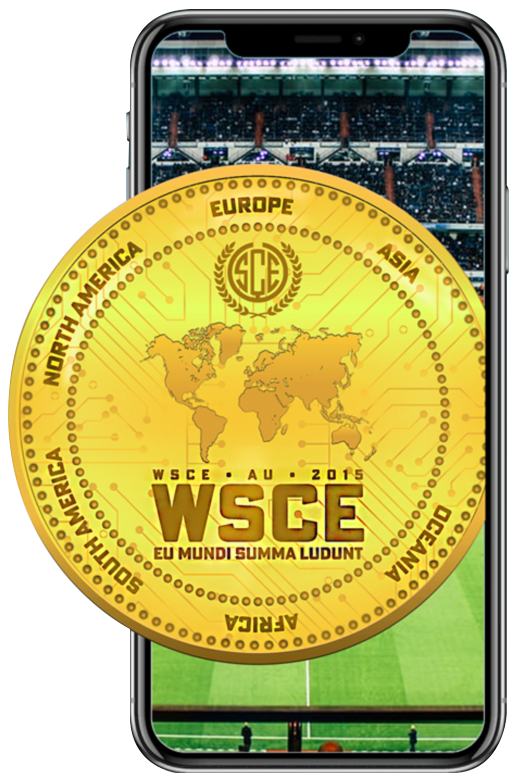 EUROPE
ASIA
NORTH AMERICA
SCE
WSCE • AU • 2015
WSCE
EU MUNDI SUMMA LUDUNT
SOUTH AMERICA
OCEANIA
AFRICA